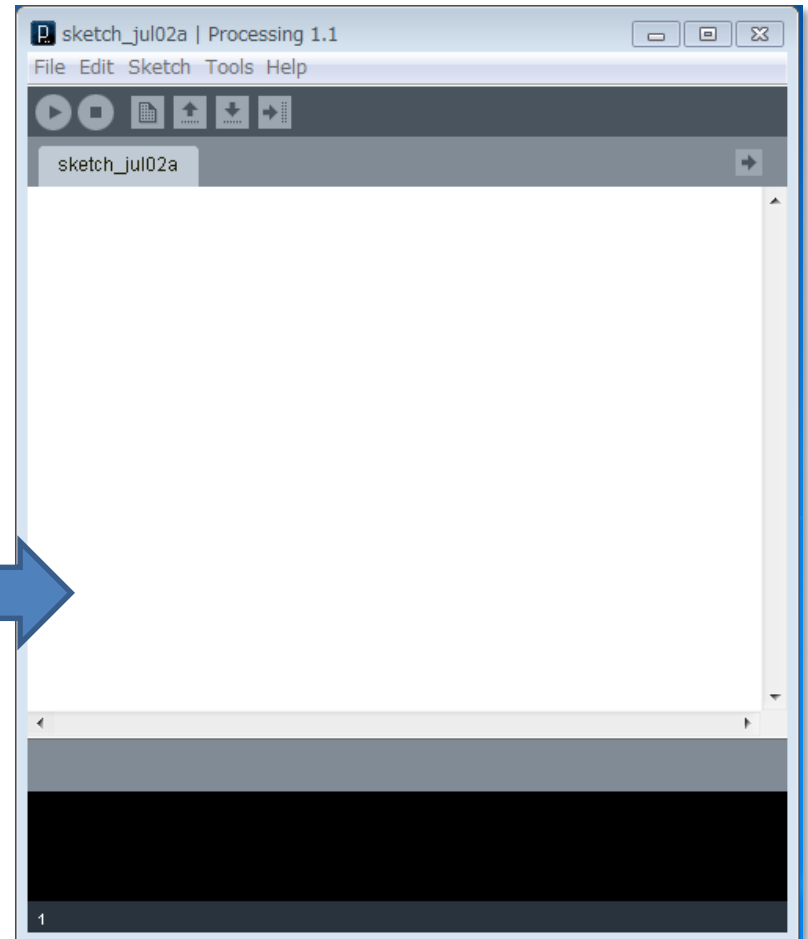 sketch_jul02a | Processing 1.1
File Edit Sketch Tools Help
sketch_jul02a
1